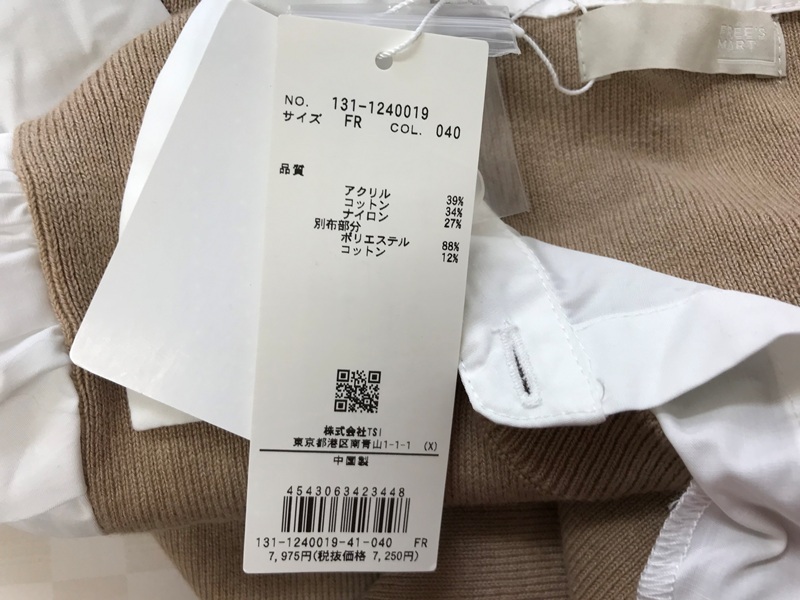 NO. 131-1240019
サイズ FR COL. 040
品質
アクリル 39%
コットン 34%
ナイロン 27%
別布部分
ポリエステル 88%
コットン 12%
株式会社TSI
東京都港区南青山1-1-1 (X)
中国製
4543063423448
131-1240019-41-040 FR
7,975円(税抜価格 7,250円)